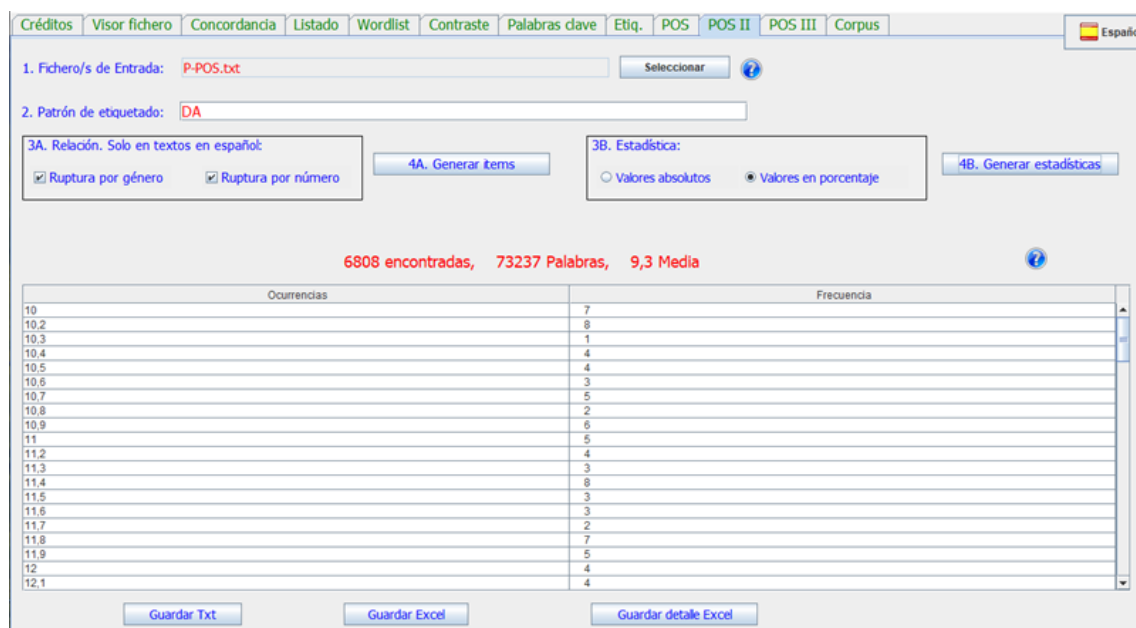 Créditos Visor fichero Concordancia Listado Wordlist Contraste Palabras clave Etiq. POS POS II POS III Corpus
Españo
1. Fichero/s de Entrada: P-POS.txt Seleccionar ?
2. Patrón de etiquetado: DA
3A. Relación. Solo en textos en español:
Ruptura por género Ruptura por número
4A. Generar items
3B. Estadística:
Valores absolutos Valores en porcentaje
4B. Generar estadísticas
6808 encontradas, 73237 Palabras, 9,3 Media ?
Ocurrencias Frecuencia
10 7
10,2 8
10,3 1
10,4 4
10,5 4
10,6 3
10,7 5
10,8 2
10,9 6
11 5
11,2 4
11,3 3
11,4 8
11,5 3
11,6 3
11,7 2
11,8 7
11,9 5
12 4
12,1 4
Guardar Txt Guardar Excel Guardar detalle Excel